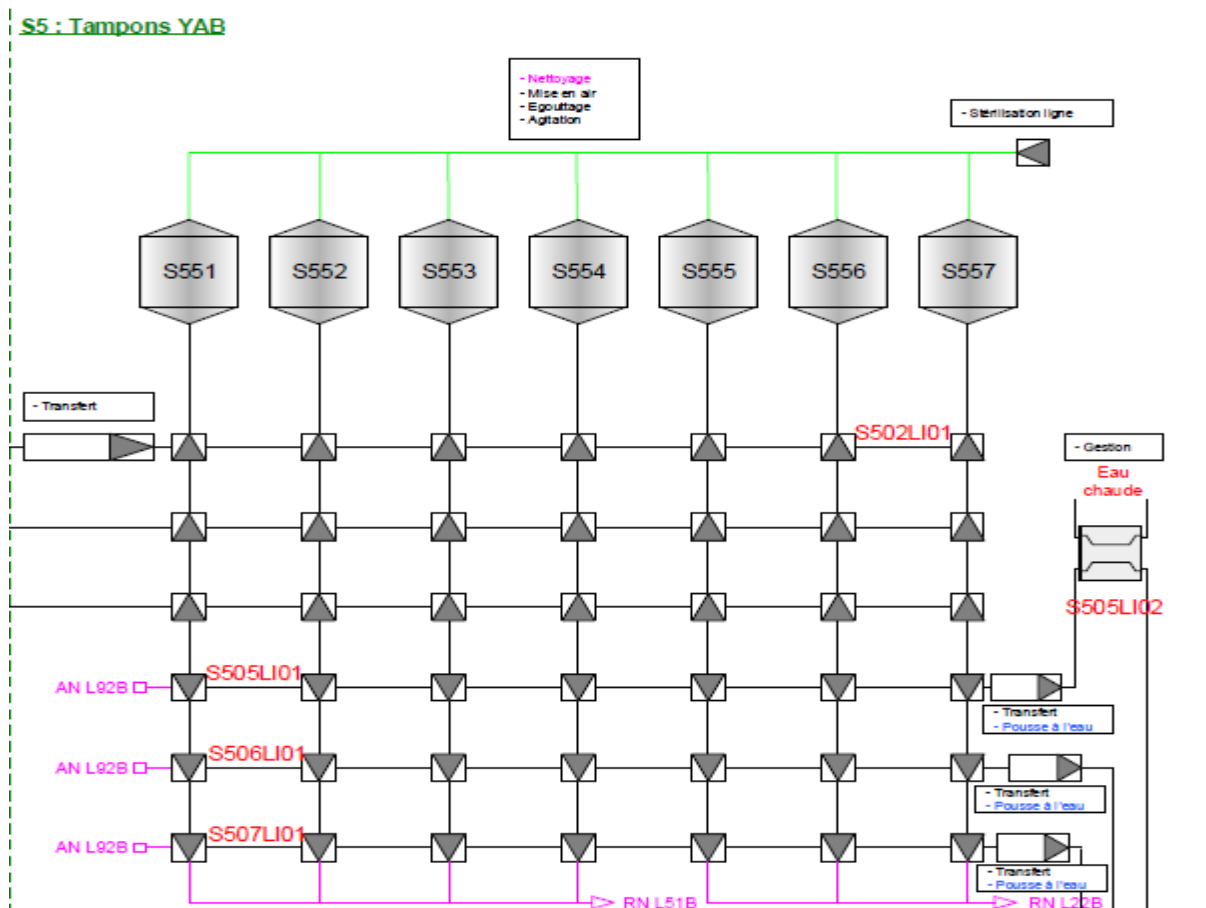 S5 : Tampons YAB
- Nettoyage
- Mise en air
- Egouttage
- Agitation
- Stérilisation ligne
S551
S552
S553
S554
S555
S556
S557
- Transfert
S502LI01
- Gestion
Eau
chaude
S505LI02
AN L92B
S505LI01
- Transfert
- Pousse à l'eau
AN L92B
S506LI01
- Transfert
- Pousse à l'eau
AN L92B
S507LI01
- Transfert
- Pousse à l'eau
RN L51B
RN L22B